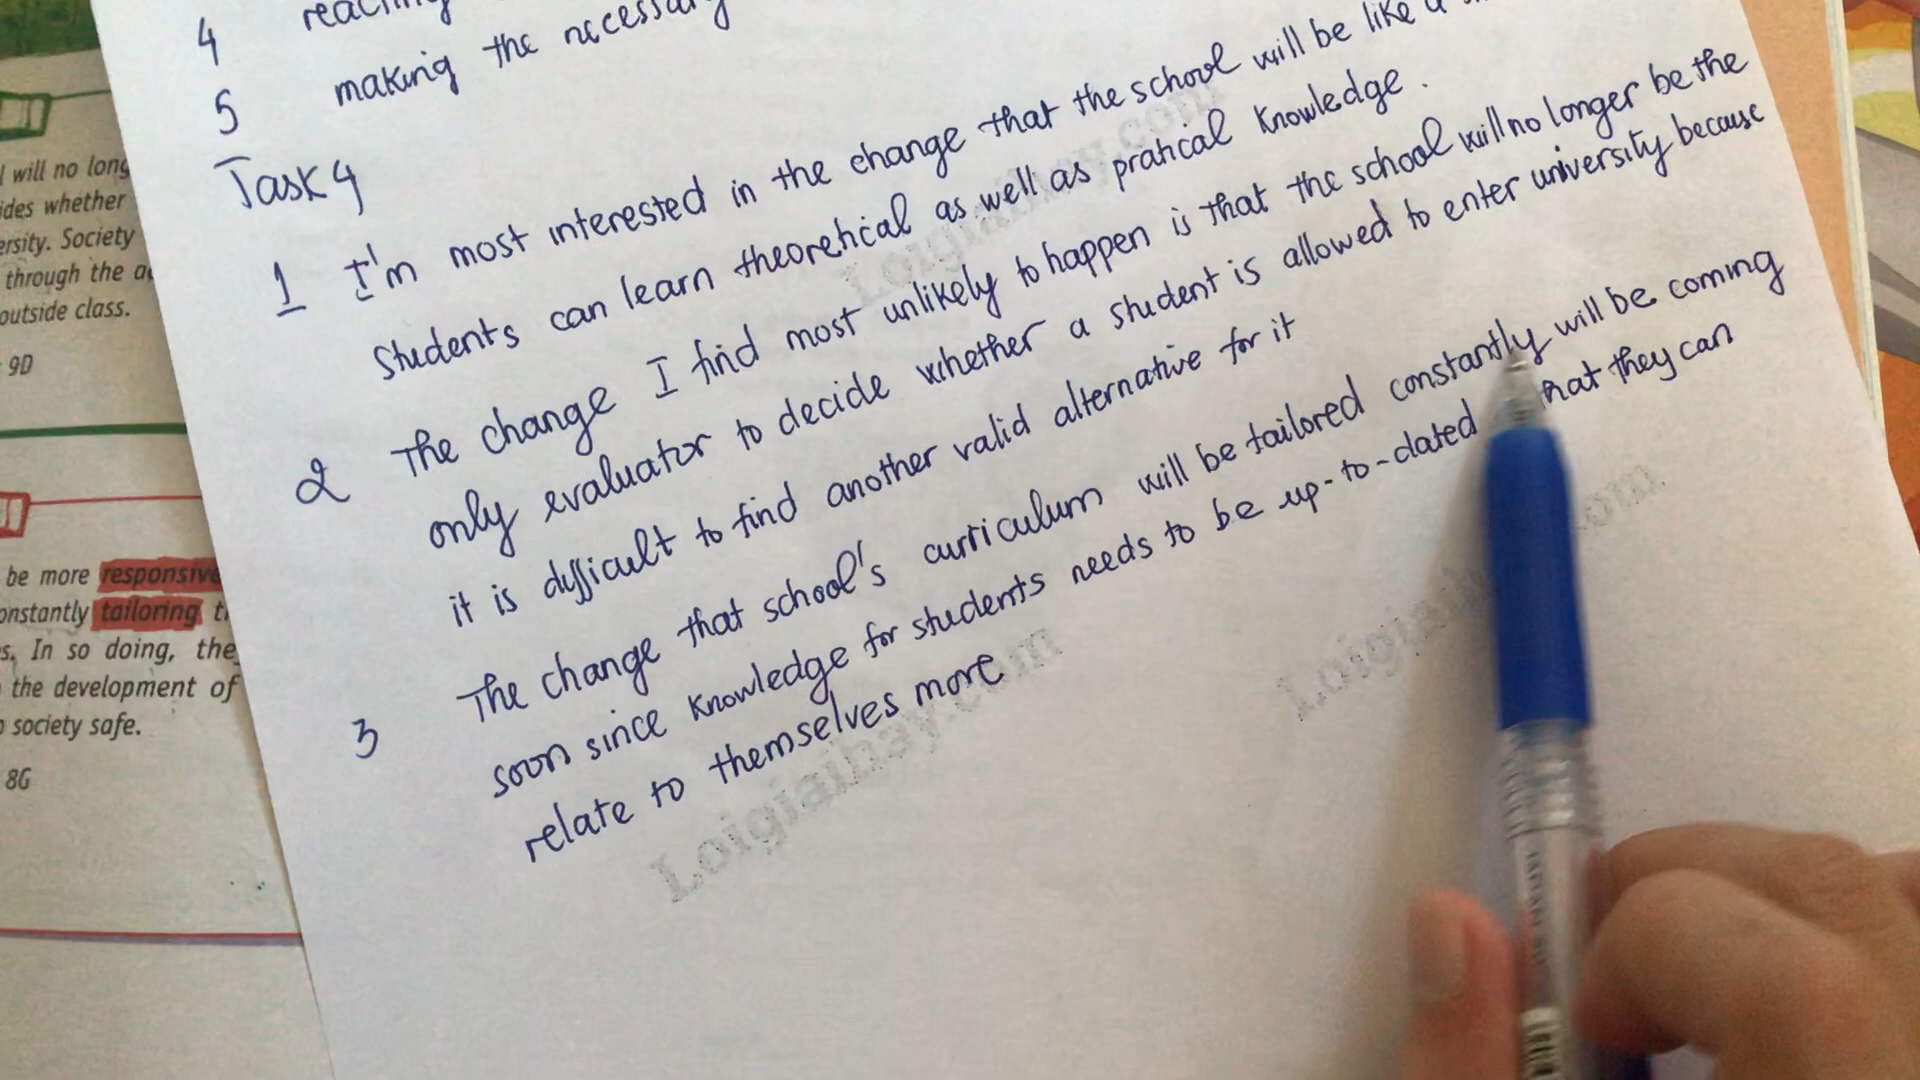 4 reaching
5 making the necessary
Task 4
1 I'm most interested in the change that the school will be like a
Students can learn theoretical as well as pratical knowledge.
2 The change I find most unlikely to happen is that the school will no longer be the
only evaluator to decide whether a student is allowed to enter university because
it is difficult to find another valid alternative for it
3 The change that school's curriculum will be tailored constantly will be coming
soon since knowledge for students needs to be up-to-dated that they can
relate to themselves more
l will no long
ides whether
ersity. Society
through the
outside class.
9D
be more responsive
onstantly tailoring
s. In so doing, the
the development of
society safe.
8G
Loigiaihay.com
Loigiaihay.com
Loigiaihay.com